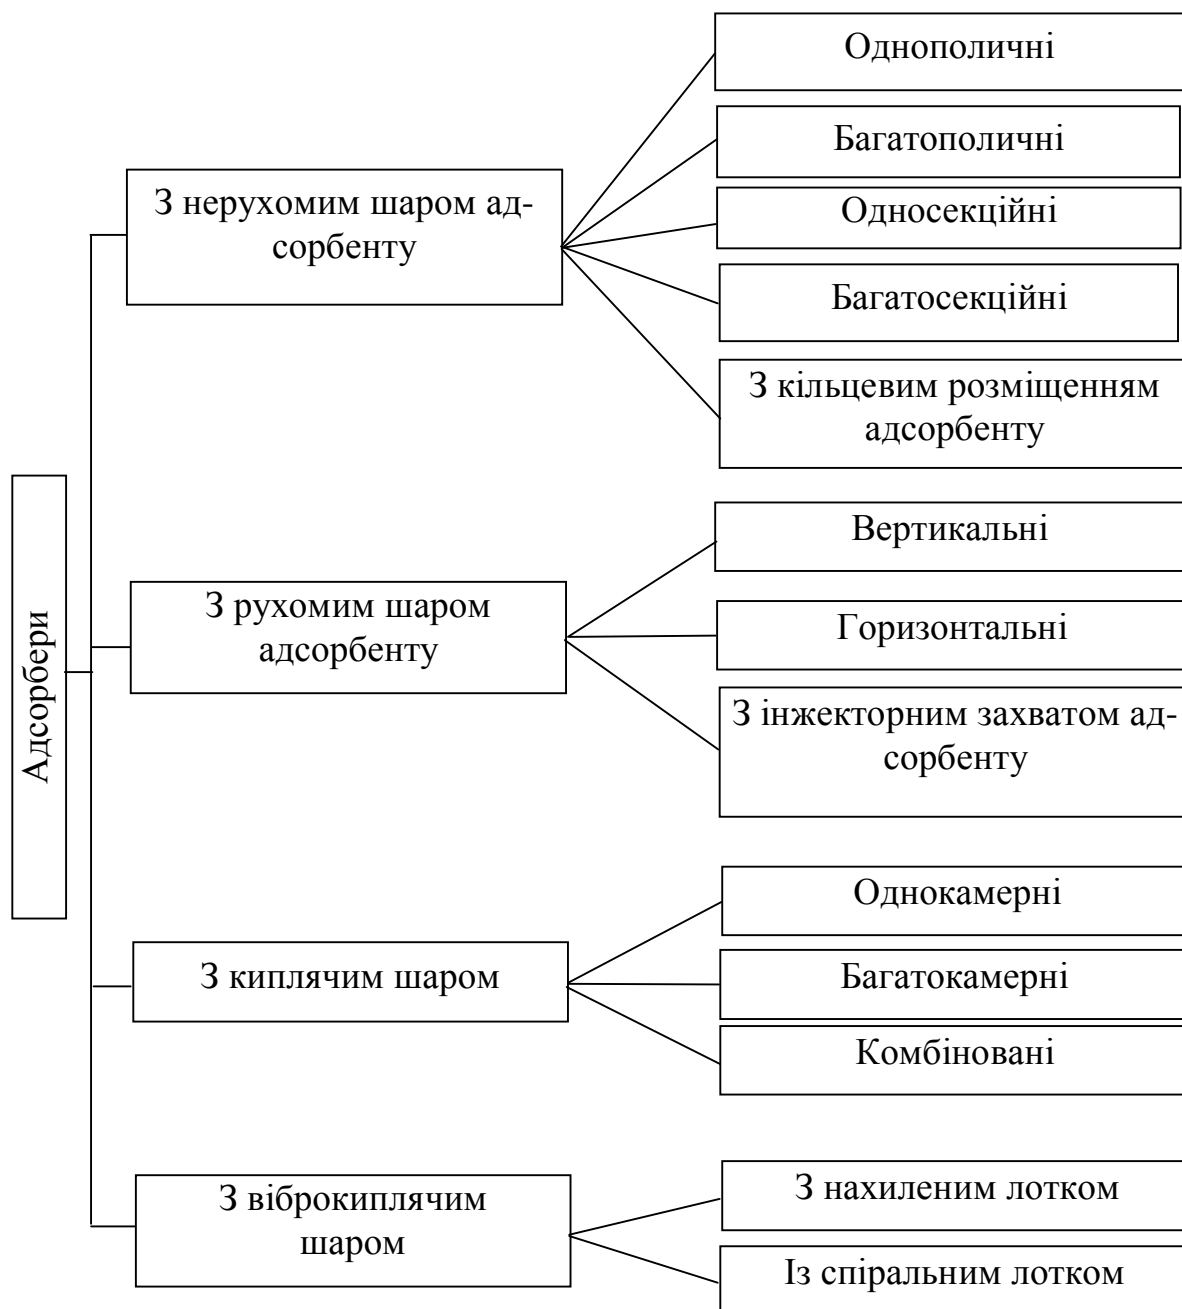 Адсорбери
З нерухомим шаром ад-
сорбенту
Однополичні
Багатополичні
Односекційні
Багатосекційні
З кільцевим розміщенням
адсорбенту
З рухомим шаром
адсорбенту
Вертикальні
Горизонтальні
З інжекторним захватом ад-
сорбенту
З киплячим шаром
Однокамерні
Багатокамерні
Комбіновані
З віброкиплячим
шаром
З нахиленим лотком
Із спіральним лотком